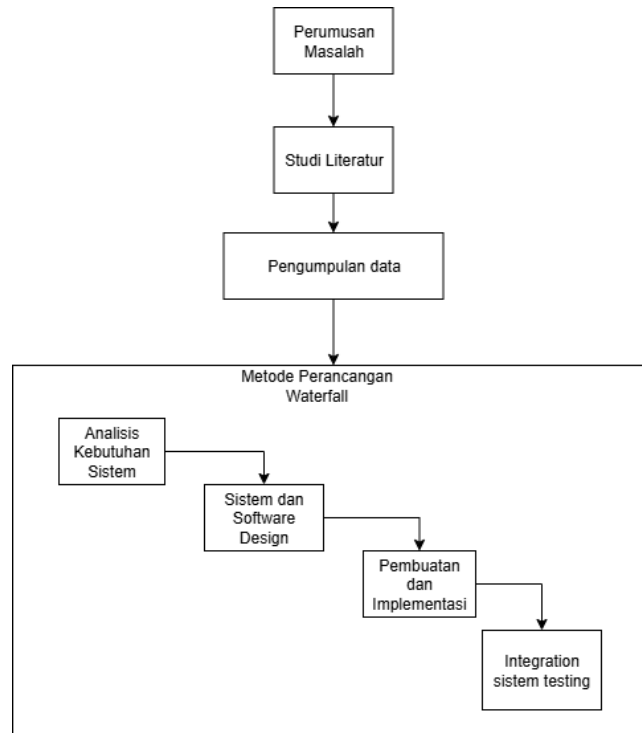 Perumusan
Masalah
Studi Literatur
Pengumpulan data
Metode Perancangan
Waterfall
Analisis
Kebutuhan
Sistem
Sistem dan
Software
Design
Pembuatan
dan
Implementasi
Integration
sistem testing